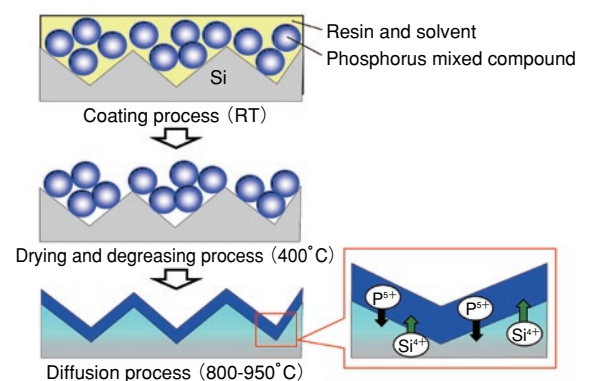 Resin and solvent
Phosphorus mixed compound
Si
Coating process (RT)
Drying and degreasing process (400˚C)
P5+
P5+
Si4+
Si4+
Diffusion process (800-950˚C)